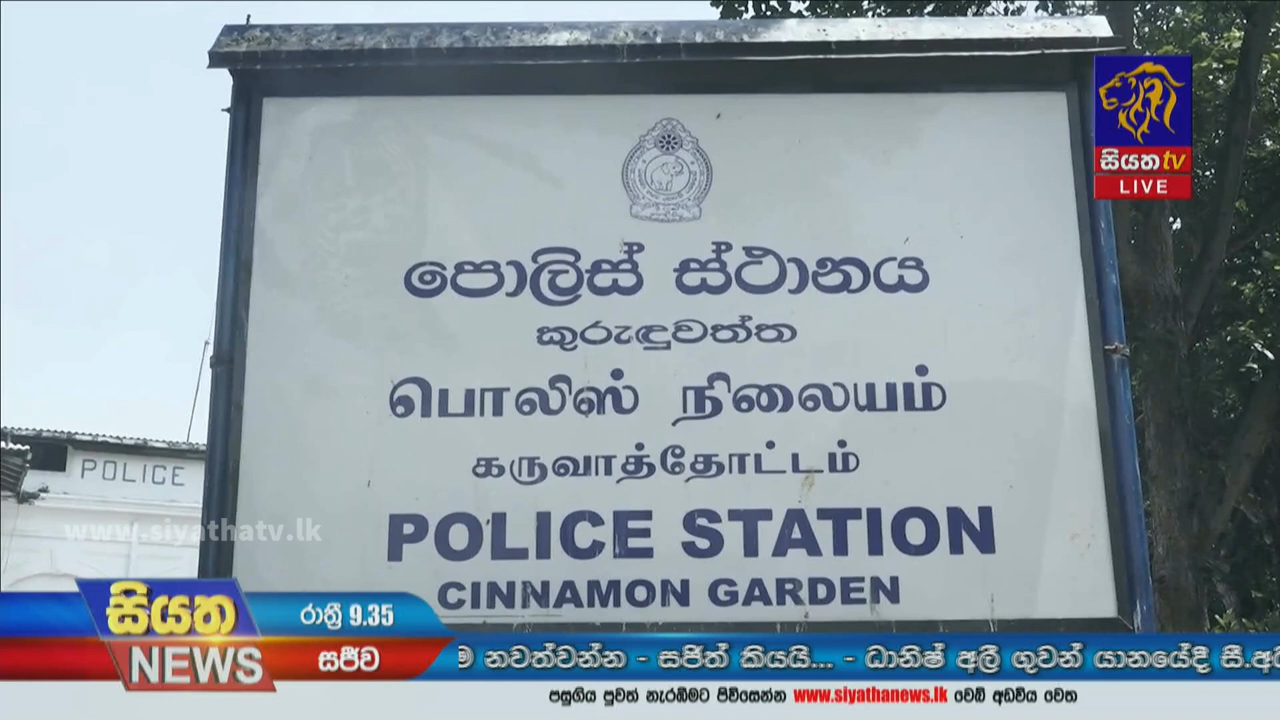 සියත tv
LIVE
පොලිස් ස්ථානය
කුරුඳුවත්ත
பொலிஸ் நிலையம்
கருவாத்தோட்டம்
POLICE STATION
CINNAMON GARDEN
POLICE
www.siyathatv.lk
සියත
NEWS
රාත්‍රී 9.35
සජීව
ම නවත්වන්න - සජිත් කියයි... - ධානිෂ් අලී ගුවන් යානයේදී සී.අ
පසුගිය පුවත් නැරඹීමට පිවිසෙන්න www.siyathanews.lk වෙබ් අඩවිය වෙත